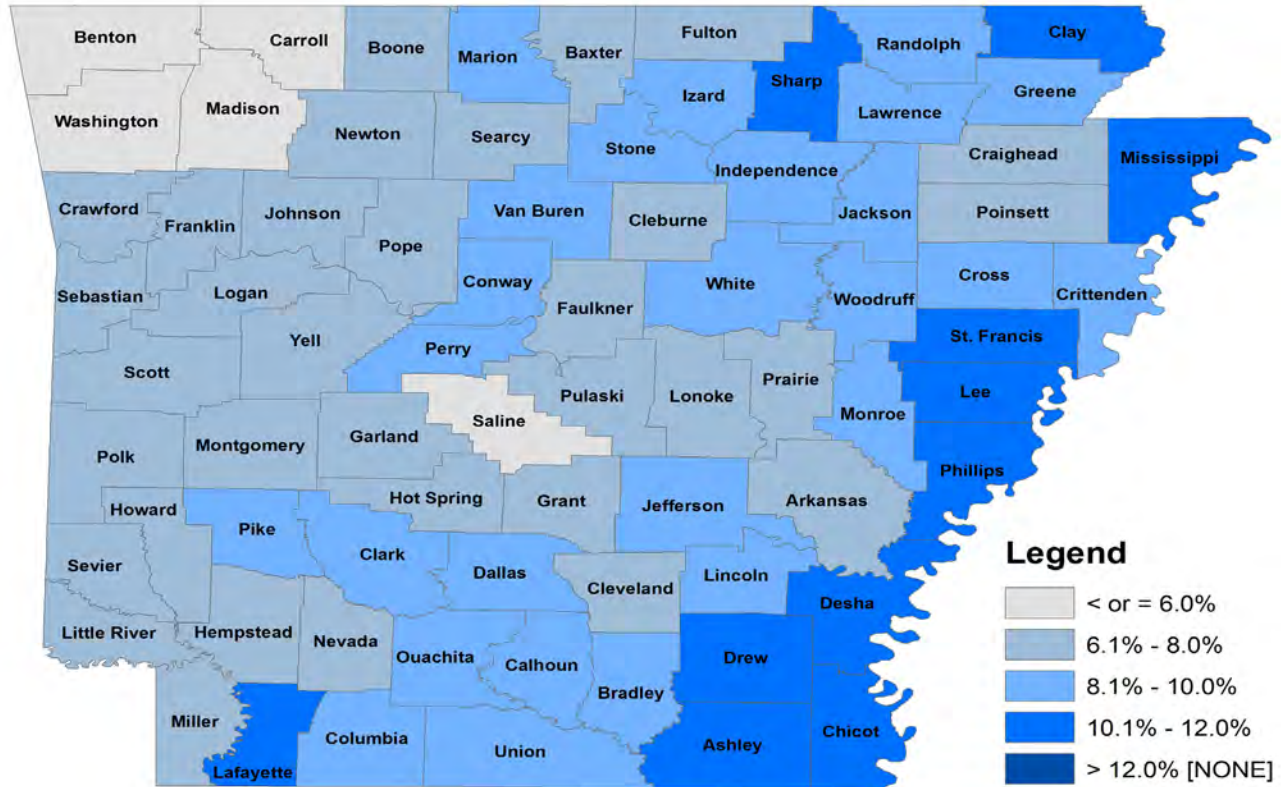 Benton
Carroll
Boone
Marion
Baxter
Fulton
Sharp
Randolph
Clay
Washington
Madison
Newton
Searcy
Stone
Izard
Independence
Lawrence
Greene
Craighead
Mississippi
Crawford
Franklin
Johnson
Pope
Van Buren
Cleburne
Jackson
Poinsett
Sebastian
Logan
Conway
Faulkner
White
Woodruff
Cross
Crittenden
Scott
Yell
Perry
Pulaski
Lonoke
Prairie
Monroe
St. Francis
Lee
Polk
Montgomery
Garland
Saline
Phillips
Howard
Pike
Hot Spring
Grant
Jefferson
Arkansas
Sevier
Clark
Dallas
Cleveland
Lincoln
Desha
Little River
Hempstead
Nevada
Ouachita
Calhoun
Bradley
Drew
Miller
Lafayette
Columbia
Union
Ashley
Chicot
Legend
< or = 6.0%
6.1% - 8.0%
8.1% - 10.0%
10.1% - 12.0%
> 12.0% [NONE]